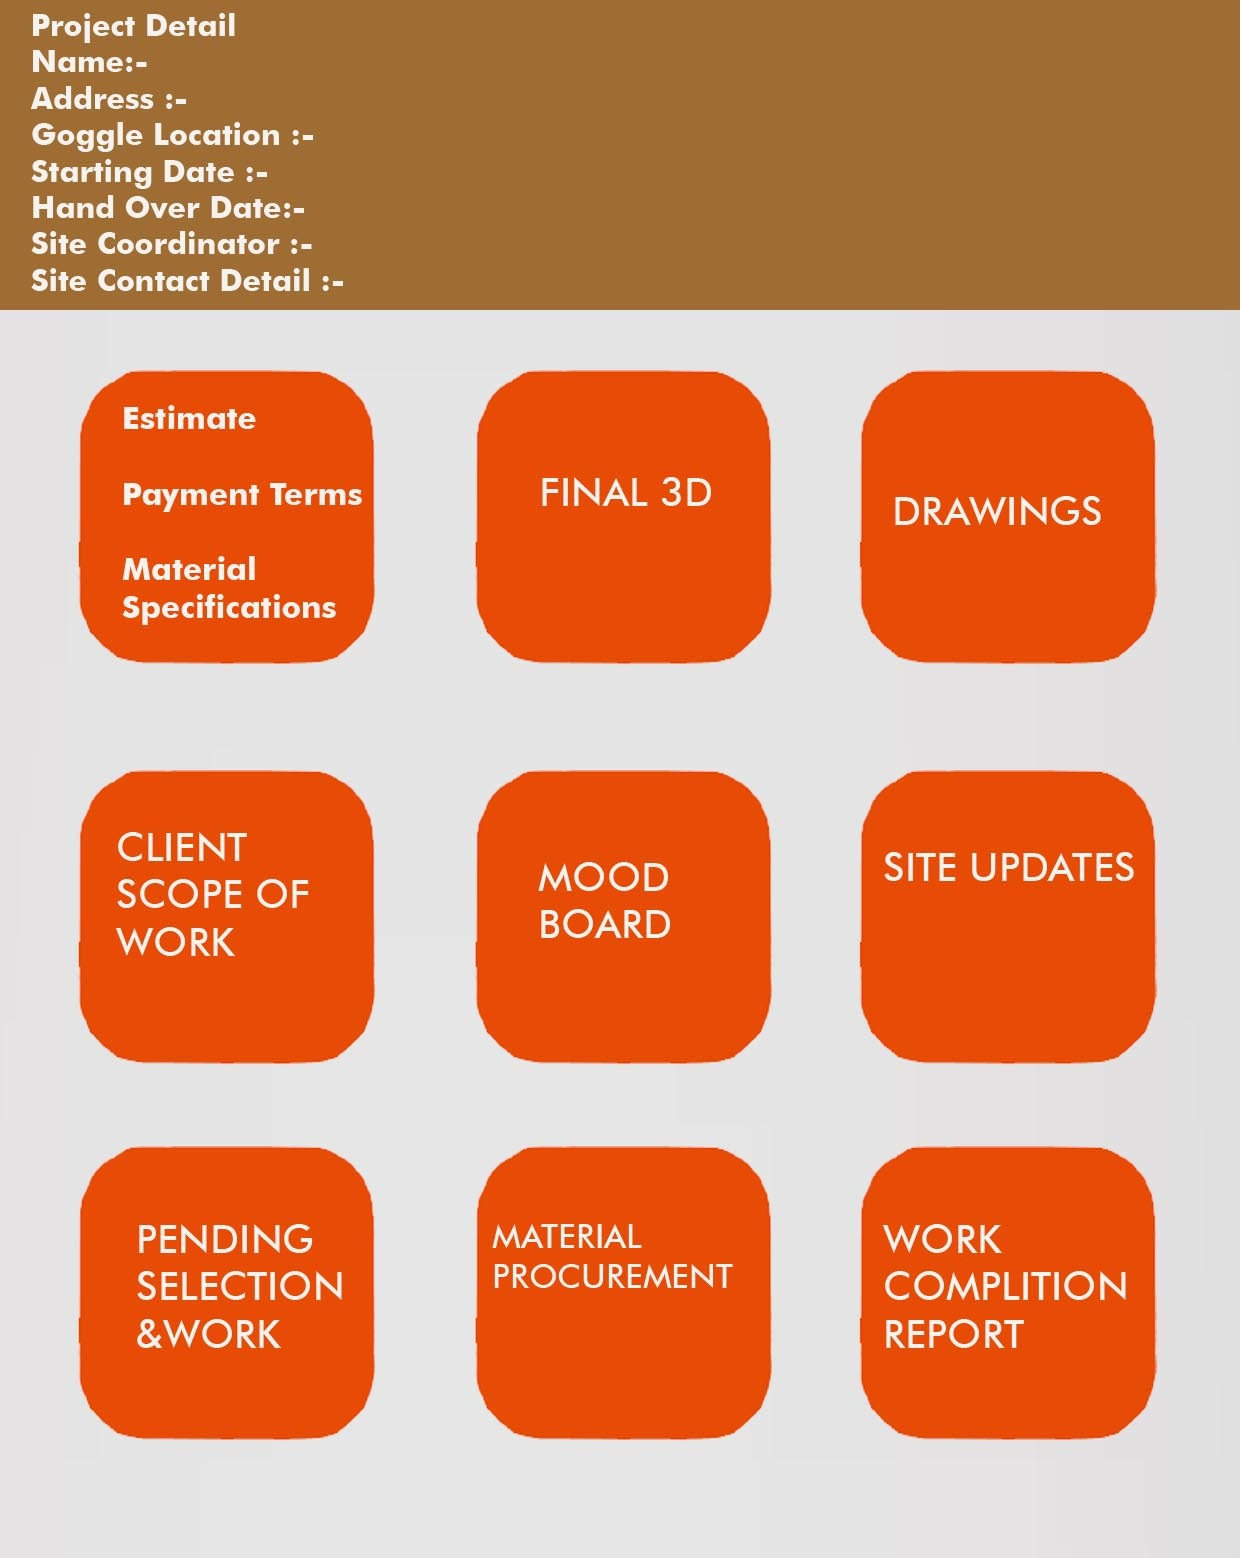 Project Detail
Name:-
Address :-
Goggle Location :-
Starting Date :-
Hand Over Date:-
Site Coordinator :-
Site Contact Detail :-
Estimate
Payment Terms
Material
Specifications
FINAL 3D
DRAWINGS
CLIENT
SCOPE OF
WORK
MOOD
BOARD
SITE UPDATES
PENDING
SELECTION
&WORK
MATERIAL
PROCUREMENT
WORK
COMPLITION
REPORT